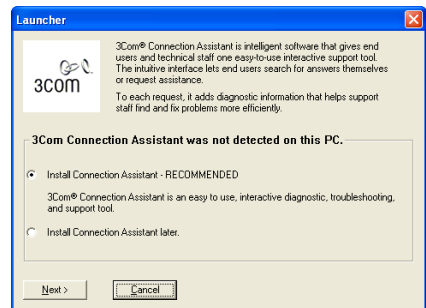 Launcher
3Com® Connection Assistant is intelligent software that gives end
users and technical staff one easy-to-use interactive support tool.
The intuitive interface lets end users search for answers themselves
or request assistance.
To each request, it adds diagnostic information that helps support
staff find and fix problems more efficiently.
3COM
3Com Connection Assistant was not detected on this PC.
Install Connection Assistant - RECOMMENDED
3Com® Connection Assistant is an easy to use, interactive diagnostic, troubleshooting,
and support tool.
Install Connection Assistant later.
Next > Cancel